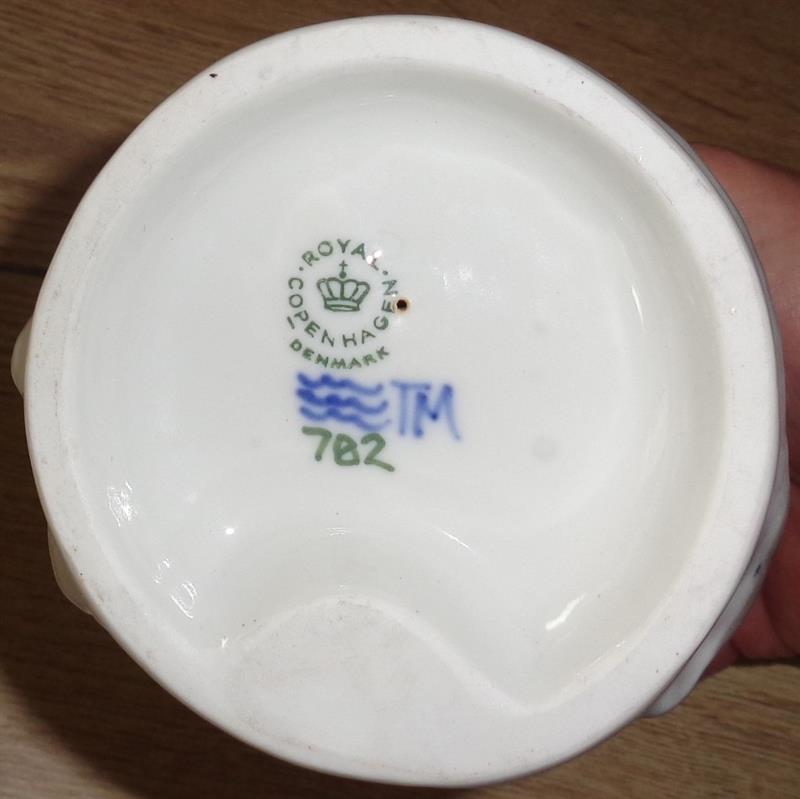 ROYAL COPENHAGEN
DENMARK
TM
782